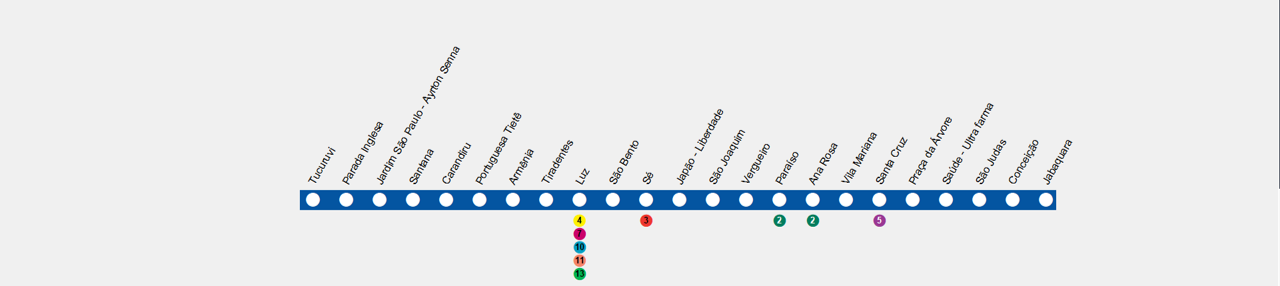 Tucuruvi
Parada Inglesa
Jardim São Paulo - Ayrton Senna
Santana
Carandiru
Portuguesa Tietê
Armênia
Tiradentes
Luz
São Bento
Sé
Japão - Liberdade
São Joaquim
Vergueiro
Paraíso
Ana Rosa
Vila Mariana
Santa Cruz
Praça da Árvore
Saúde - Ultra farma
São Judas
Conceição
Jabaquara
4
3
2
2
5
7
10
11
13